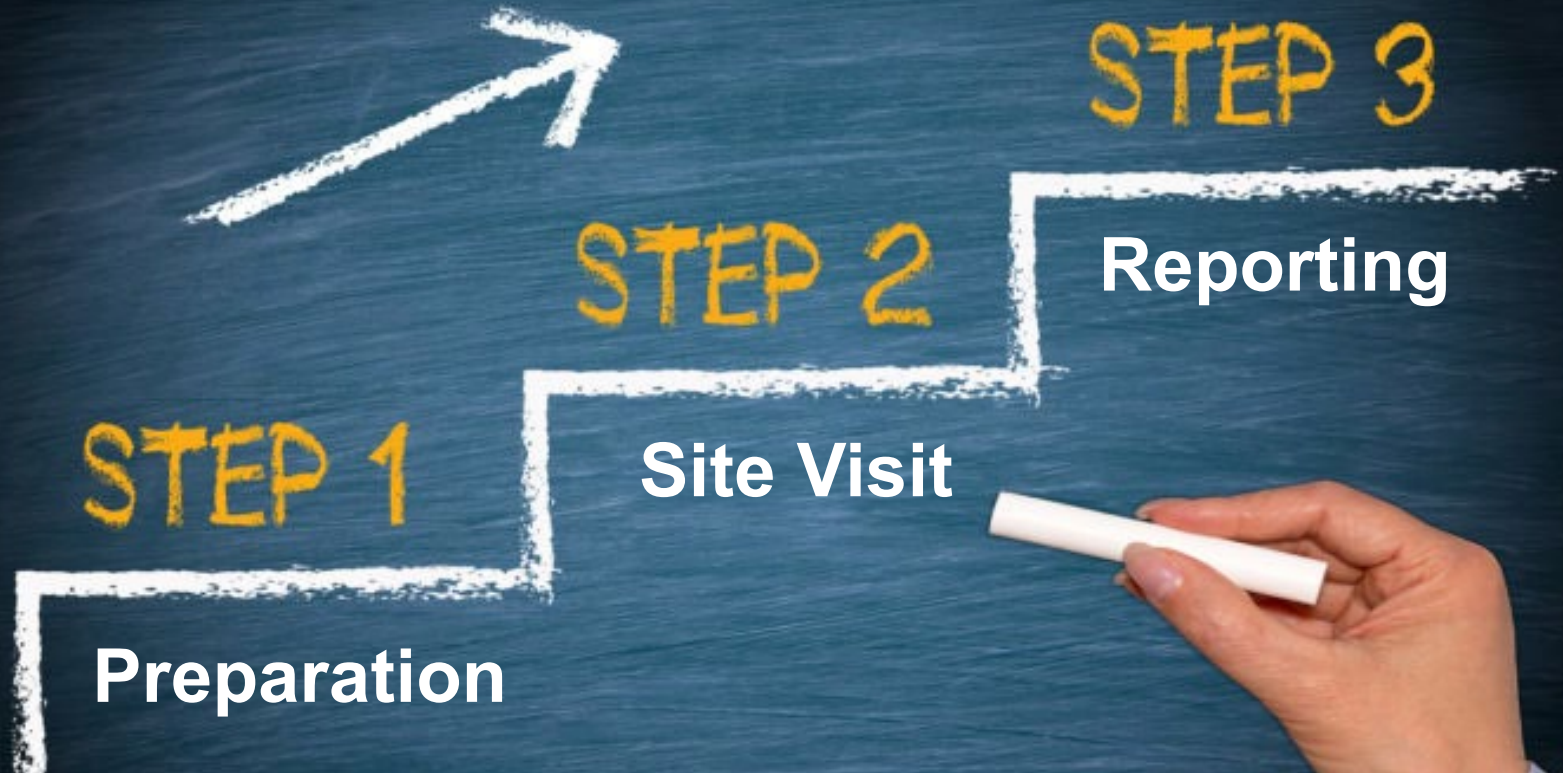 STEP 1
Preparation
STEP 2
Site Visit
STEP 3
Reporting